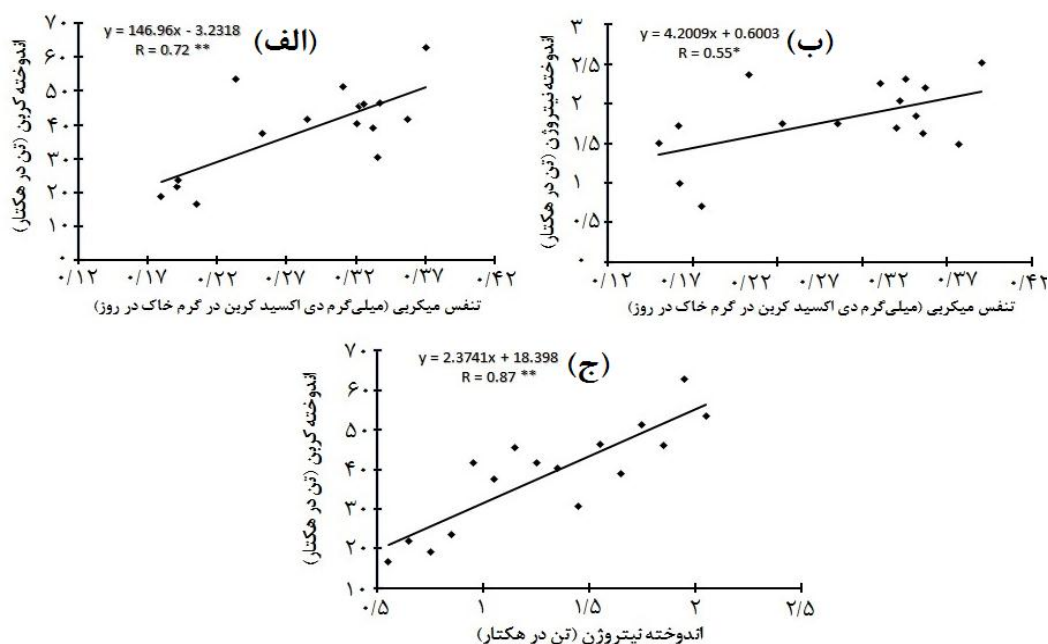 (الف)
y = 146.96x - 3.2318
R = 0.72 **
اندوخته کربن (تن در هکتار)
۷۰
۶۰
۵۰
۴۰
۳۰
۲۰
۱۰
۰
۰/۱۲ ۰/۱۷ ۰/۲۲ ۰/۲۷ ۰/۳۲ ۰/۳۷ ۰/۴۲
تنفس میکربی (میلی‌گرم دی اکسید کربن در گرم خاک در روز)
(ب)
y = 4.2009x + 0.6003
R = 0.55*
اندوخته نیتروژن (تن در هکتار)
۳
۲/۵
۲
۱/۵
۱
۰/۵
۰
۰/۱۲ ۰/۱۷ ۰/۲۲ ۰/۲۷ ۰/۳۲ ۰/۳۷ ۰/۴۲
تنفس میکربی (میلی‌گرم دی اکسید کربن در گرم خاک در روز)
(ج)
y = 2.3741x + 18.398
R = 0.87 **
اندوخته کربن (تن در هکتار)
۷۰
۶۰
۵۰
۴۰
۳۰
۲۰
۱۰
۰/۵ ۱ ۱/۵ ۲ ۲/۵
اندوخته نیتروژن (تن در هکتار)